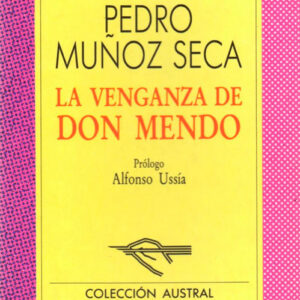 PEDRO
MUÑOZ SECA
LA VENGANZA DE
DON MENDO
Prólogo
Alfonso Ussía
COLECCIÓN AUSTRAL